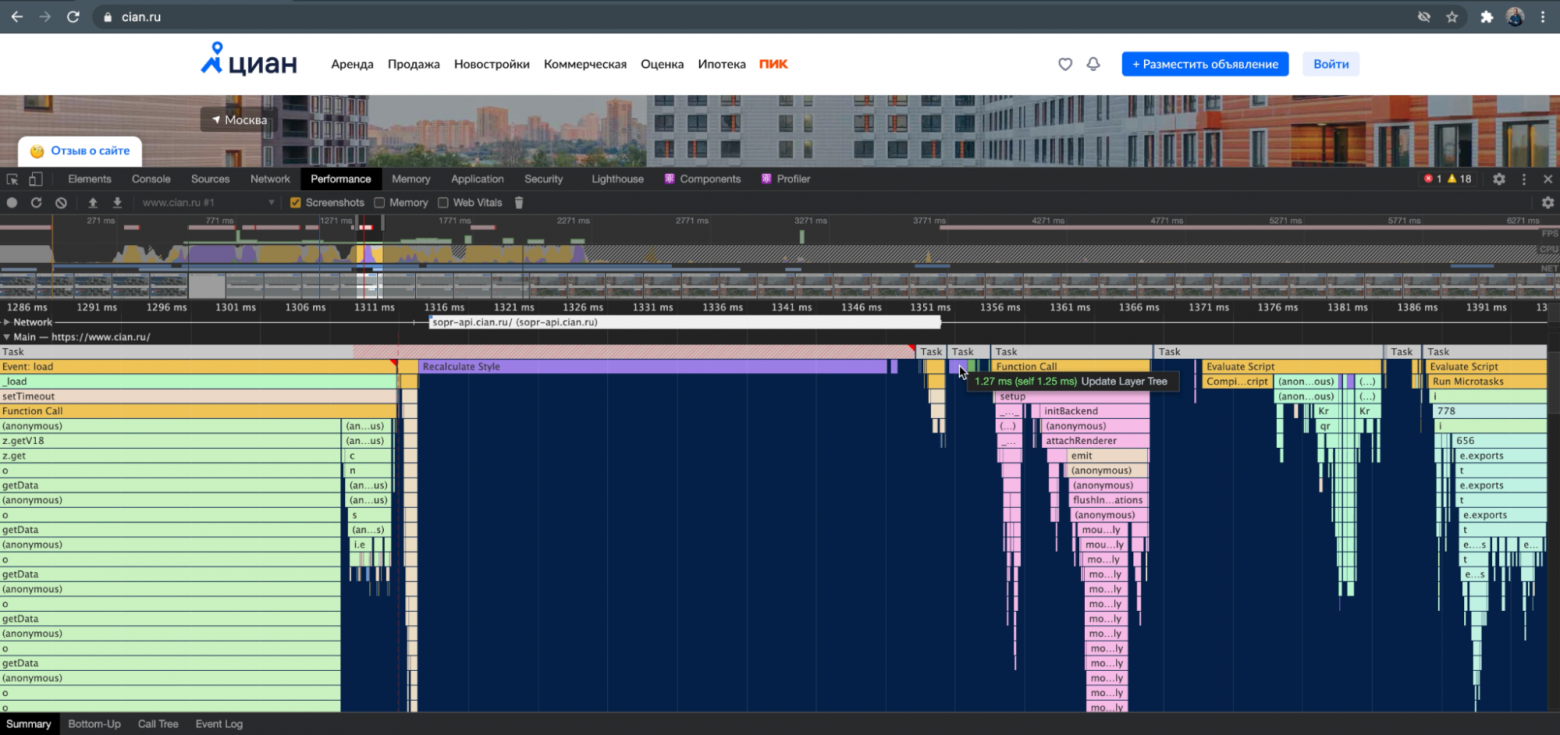 cian.ru
циан Аренда Продажа Новостройки Коммерческая Оценка Ипотека ПИК + Разместить объявление Войти
Москва
Отзыв о сайте
Elements Console Sources Network Performance Memory Application Security Lighthouse Components Profiler 1 18
www.cian.ru #1 Screenshots Memory Web Vitals
271 ms 771 ms 1271 ms 1771 ms 2271 ms 2771 ms 3271 ms 3771 ms 4271 ms 4771 ms 5271 ms 5771 ms 6271 ms
FPS
CPU
NET
1286 ms 1291 ms 1296 ms 1301 ms 1306 ms 1311 ms 1316 ms 1321 ms 1326 ms 1331 ms 1336 ms 1341 ms 1346 ms 1351 ms 1356 ms 1361 ms 1366 ms 1371 ms 1376 ms 1381 ms 1386 ms 1391 ms 13
Network sopr-api.cian.ru/ (sopr-api.cian.ru)
Main — https://www.cian.ru/
Task Task Task Task Task Task Task
Event: load Recalculate Style Function Call Evaluate Script Evaluate Script
_load 1.27 ms (self 1.25 ms) Update Layer Tree Compi...cript (anon...ous) (...) Run Microtasks
setTimeout setup (anon...ous) (...) i
Function Call _..._ initBackend Kr Kr 778
(anonymous) (an...us) (...) (anonymous) qr i
z.getV18 (an...us) _... attachRenderer 656
z.get c emit e.exports
o n (anonymous) t
getData (an...us) (anonymous) e.exports
(anonymous) (an...us) flushIn...ations t
o s (anonymous) e.exports
getData (an...s) mou...ly t
(anonymous) i.e mou...ly e....s e...
o mo...ly t
getData mo...ly e...s
(anonymous) mo...ly
o mo...ly
getData mo...ly
(anonymous) mo...ly
o mo...ly
getData mo...ly
(anonymous) mo...ly
o mo...ly
o mo...ly
Summary Bottom-Up Call Tree Event Log